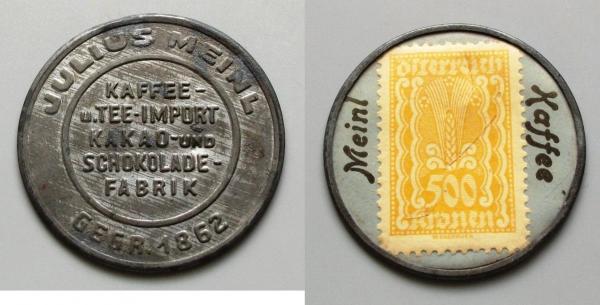 JULIUS MEINL
KAFFEE-
u. TEE-IMPORT
KAKAO-UND
SCHOKOLADE-
FABRIK
GEGR. 1862
Meinl
Kaffee
Österreich
500
Kronen